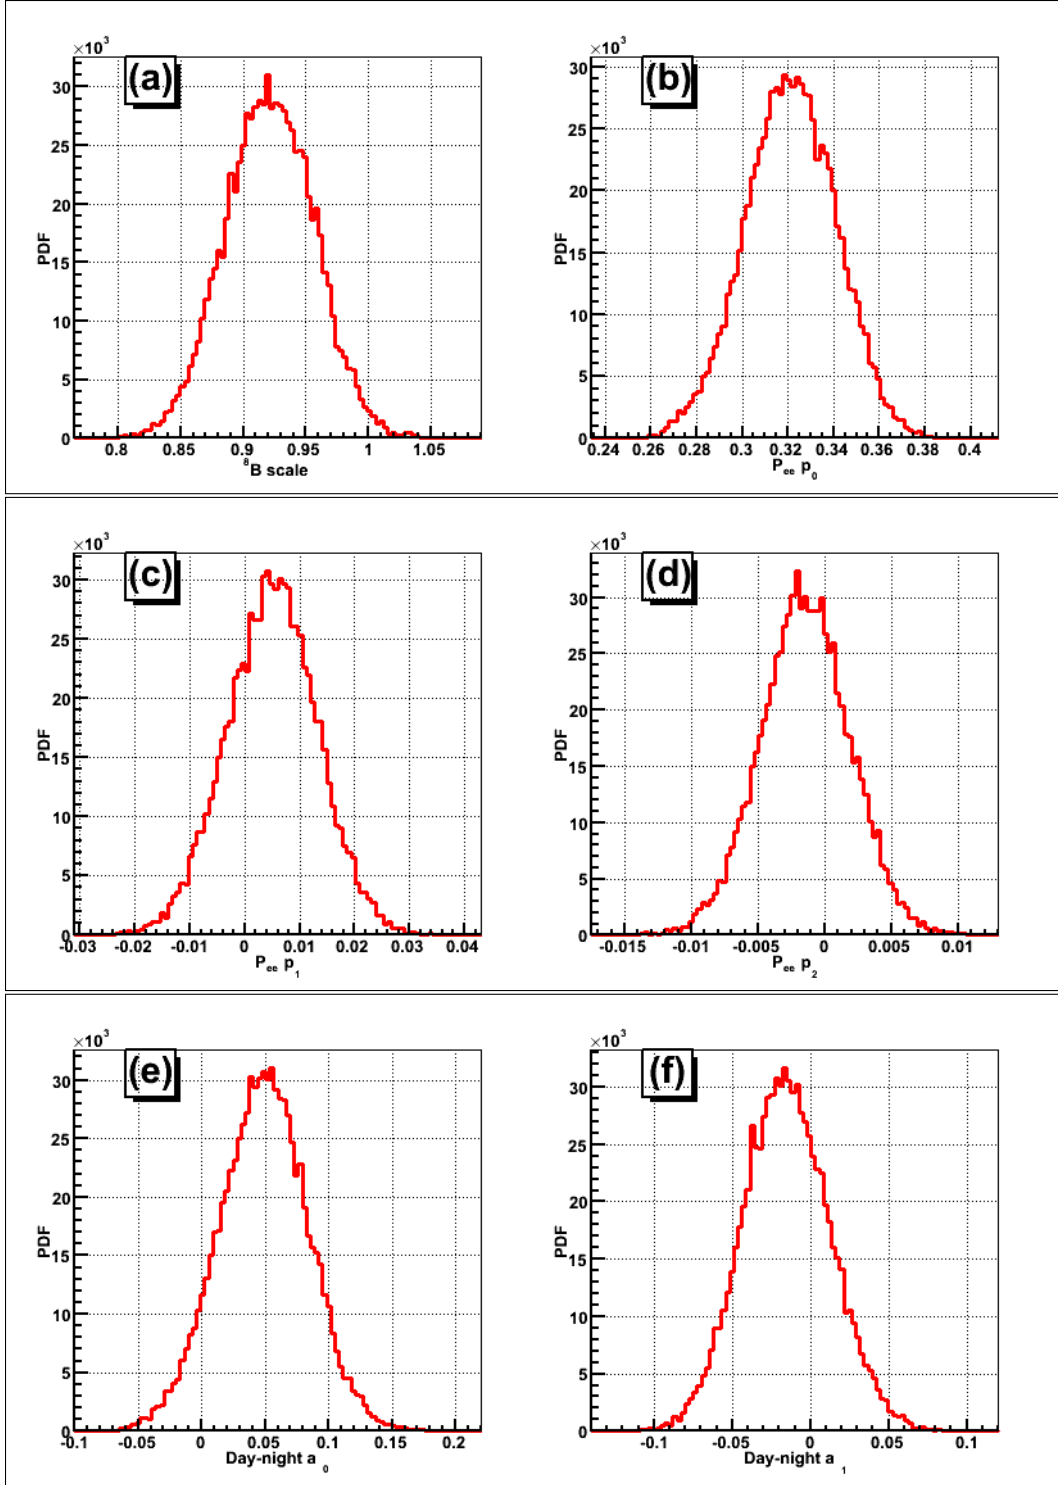 ×10³
(a)
30
25
20
15
10
5
0
PDF
0.8 0.85 0.9 0.95 1 1.05
⁸B scale
×10³
(b)
30
25
20
15
10
5
0
PDF
0.24 0.26 0.28 0.3 0.32 0.34 0.36 0.38 0.4
Pₑₑ p₀
×10³
(c)
30
25
20
15
10
5
0
PDF
-0.03 -0.02 -0.01 0 0.01 0.02 0.03 0.04
Pₑₑ p₁
×10³
(d)
30
25
20
15
10
5
0
PDF
-0.015 -0.01 -0.005 0 0.005 0.01
Pₑₑ p₂
×10³
(e)
30
25
20
15
10
5
0
PDF
-0.1 -0.05 0 0.05 0.1 0.15 0.2
Day-night a₀
×10³
(f)
30
25
20
15
10
5
0
PDF
-0.1 -0.05 0 0.05 0.1
Day-night a₁